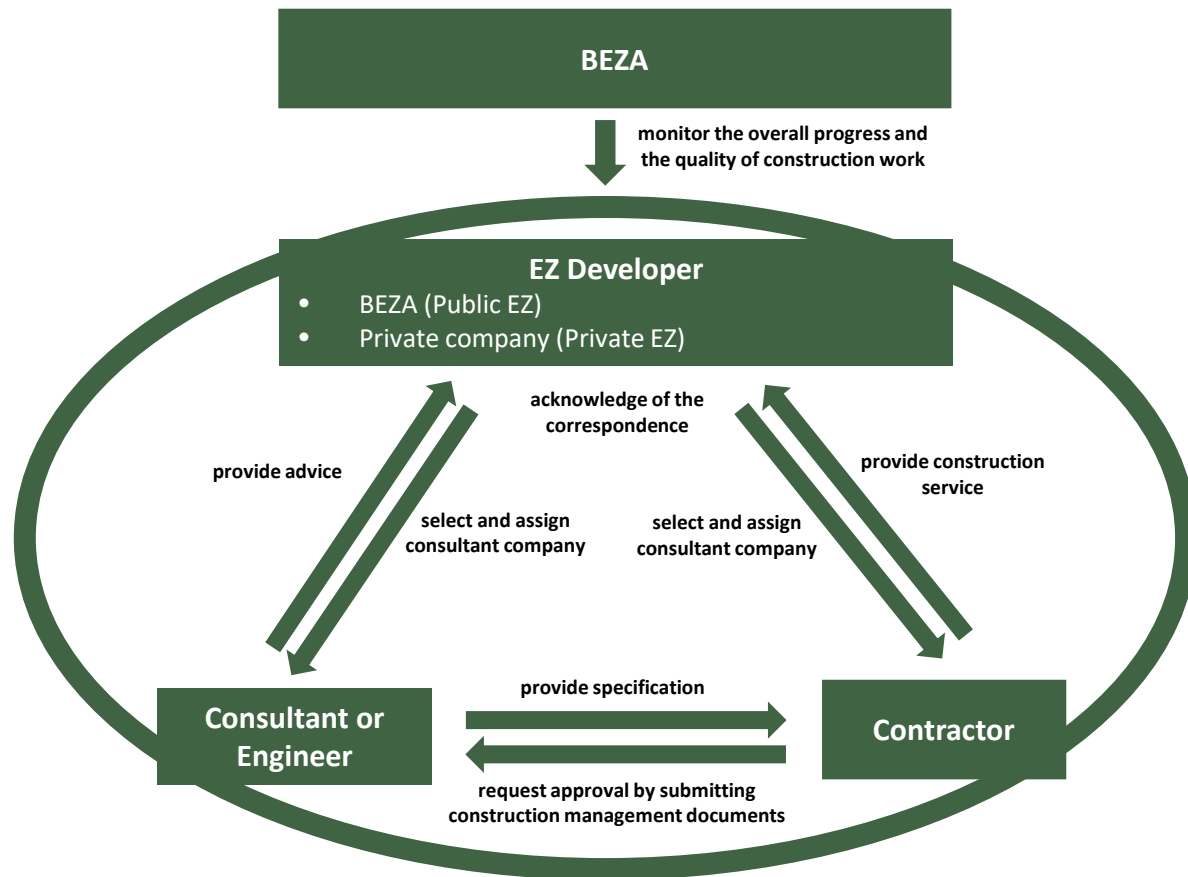 BEZA
monitor the overall progress and
the quality of construction work
EZ Developer
• BEZA (Public EZ)
• Private company (Private EZ)
acknowledge of the
correspondence
provide advice
provide construction
service
select and assign
consultant company
select and assign
consultant company
provide specification
Consultant or
Engineer
Contractor
request approval by submitting
construction management documents